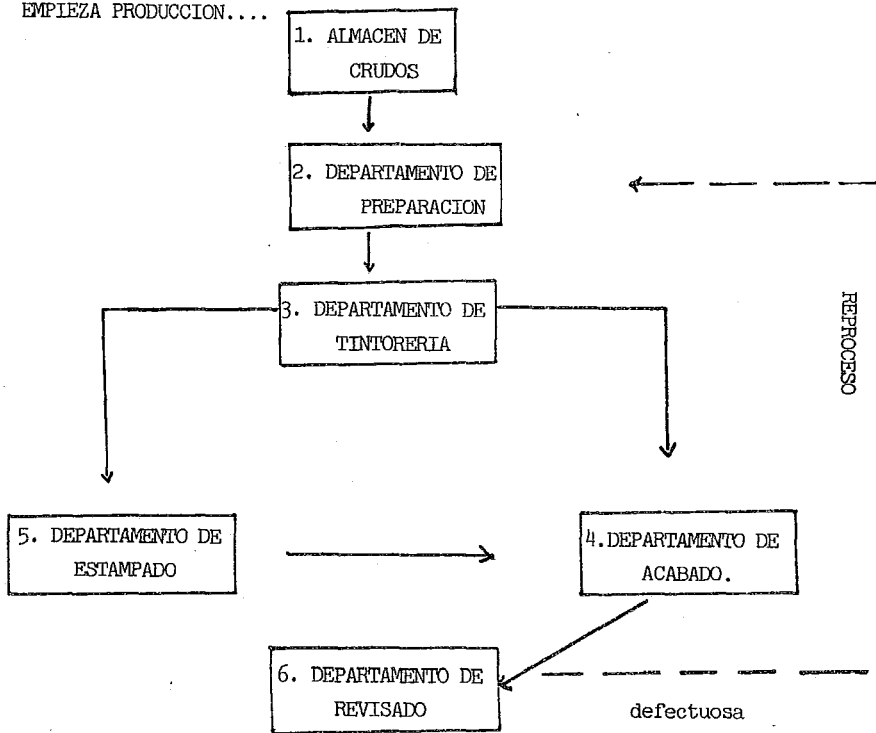 EMPIEZA PRODUCCION....
1. ALMACEN DE
CRUDOS
2. DEPARTAMENTO DE
PREPARACION
3. DEPARTAMENTO DE
TINTORERIA
REPROCESO
5. DEPARTAMENTO DE
ESTAMPADO
4.DEPARTAMENTO DE
ACABADO.
6. DEPARTAMENTO DE
REVISADO
defectuosa